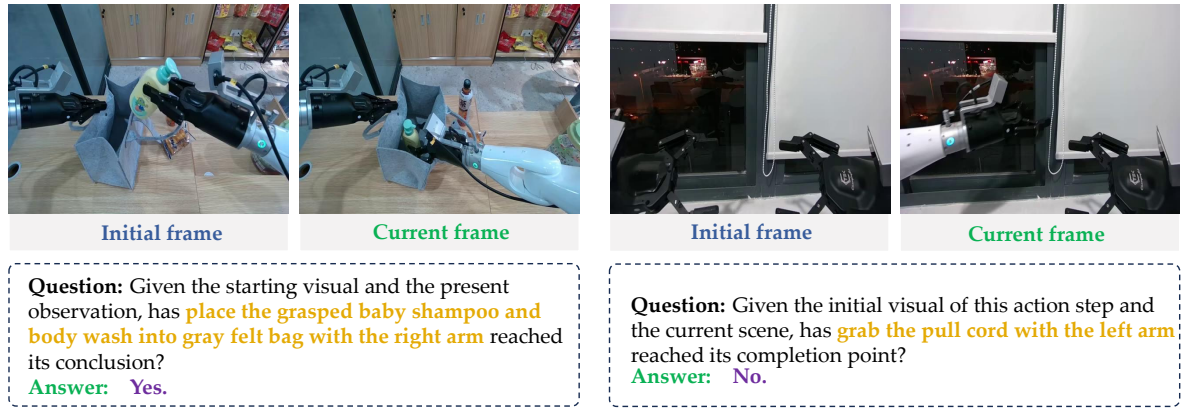 Initial frame
Current frame
Question: Given the starting visual and the present
observation, has place the grasped baby shampoo and
body wash into gray felt bag with the right arm reached
its conclusion?
Answer: Yes.
Initial frame
Current frame
Question: Given the initial visual of this action step and
the current scene, has grab the pull cord with the left arm
reached its completion point?
Answer: No.